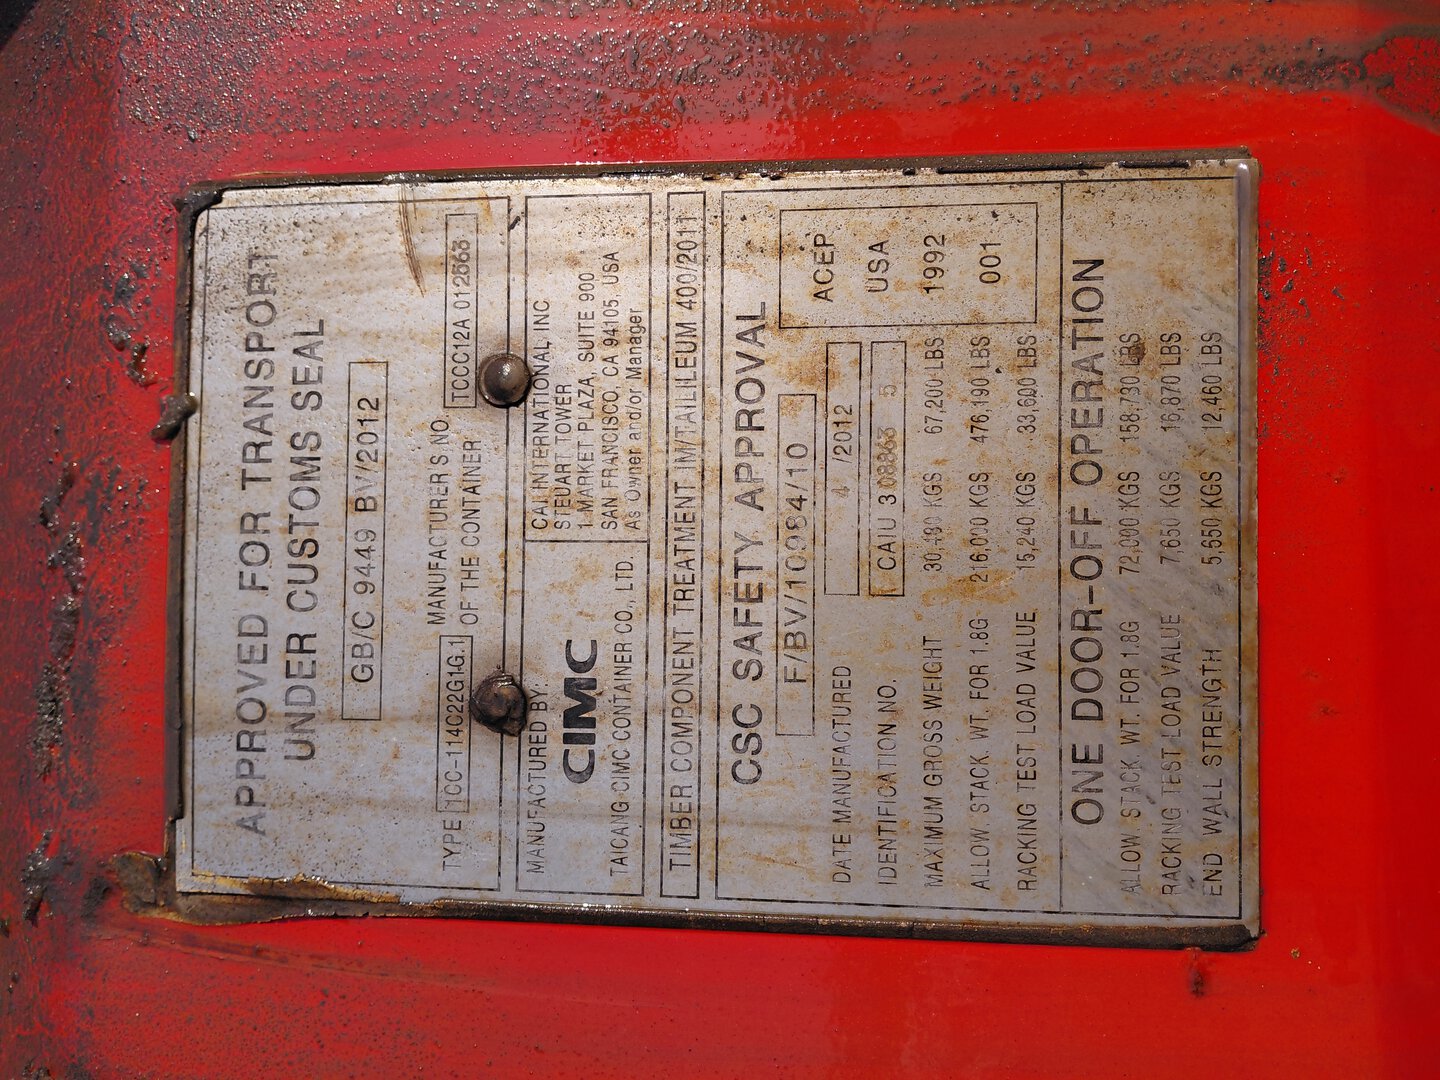 APPROVED FOR TRANSPORT
UNDER CUSTOMS SEAL
GB/C 9449 BV/2012
TYPE 1CC-114C22G1G.1 MANUFACTURER'S NO. OF THE CONTAINER TCCC12A
MANUFACTURED BY
CIMC
TAICANG CIMC CONTAINER CO., LTD.
CAI INTERNATIONAL, INC
STEUART TOWER
1 MARKET PLAZA, SUITE 900
SAN FRANCISCO, CA 94105, USA
As Owner and/or Manager
TIMBER COMPONENT TREATMENT IM/TAILILEUM 400/2011
CSC SAFETY APPROVAL
F/BV/10984/10
ACEP
USA
1992
001
DATE MANUFACTURED 4 /2012
IDENTIFICATION NO. CAIU 308863 5
MAXIMUM GROSS WEIGHT 30,480 KGS 67,200 LBS
ALLOW. STACK. WT. FOR 1.8G 216,000 KGS 476,190 LBS
RACKING TEST LOAD VALUE 15,240 KGS 33,600 LBS
ONE DOOR-OFF OPERATION
ALLOW. STACK. WT. FOR 1.8G 72,000 KGS 158,730 LBS
RACKING TEST LOAD VALUE 7,650 KGS 16,870 LBS
END WALL STRENGTH 5,650 KGS 12,460 LBS